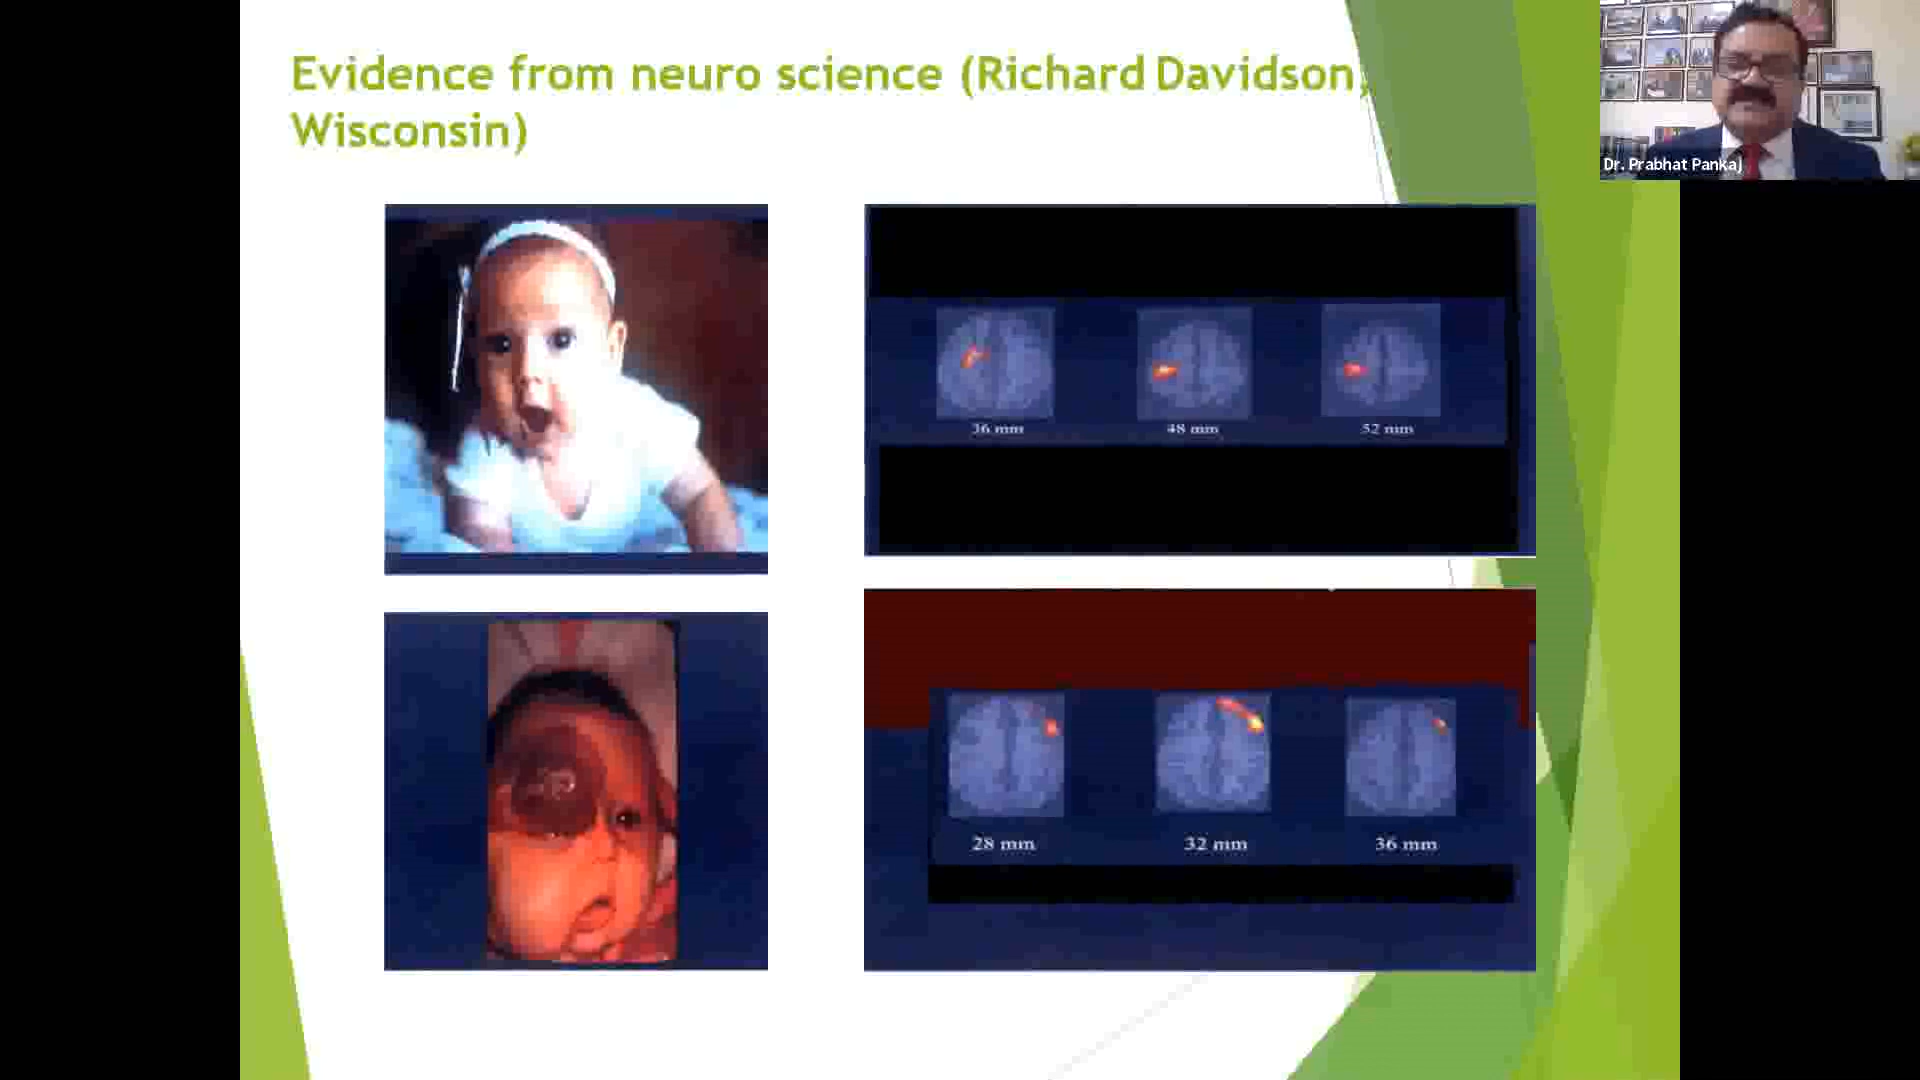 Evidence from neuro science (Richard Davidson,
Wisconsin)
Dr. Prabhat Pankaj
36 mm
48 mm
52 mm
28 mm
32 mm
36 mm